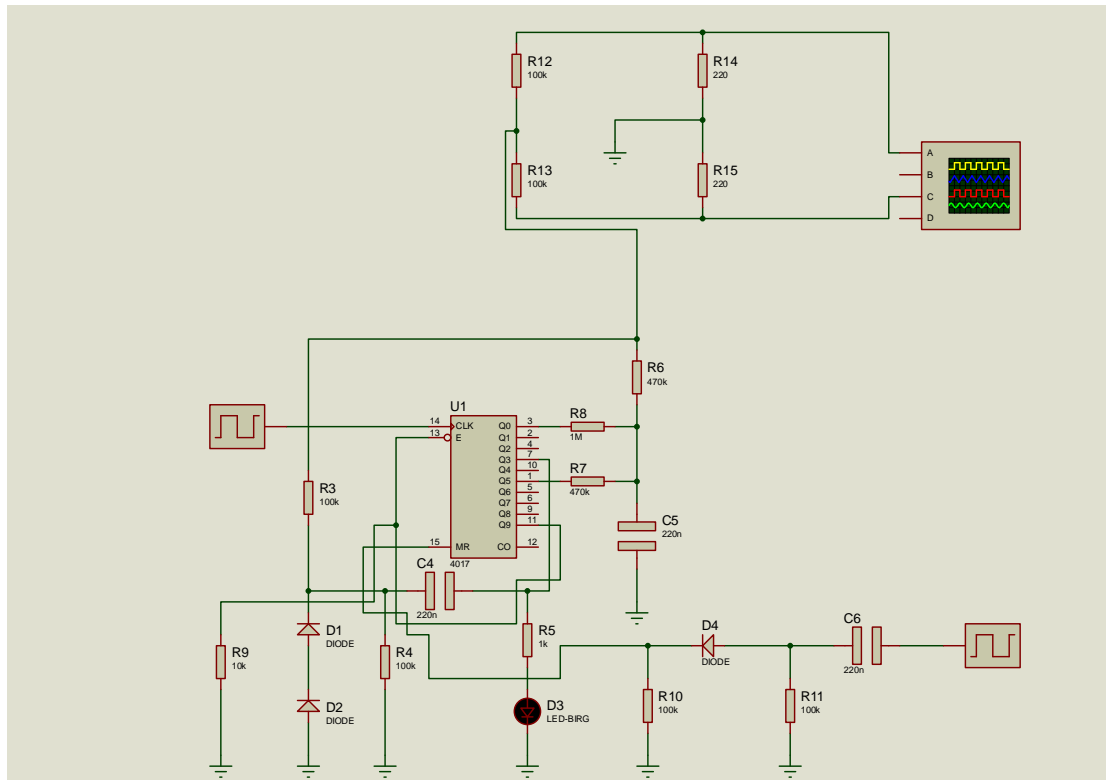 R12
100k
R14
220
R13
100k
R15
220
A
B
C
D
R6
470k
U1
R8
1M
14
CLK
Q0
3
13
E
Q1
2
Q2
4
Q3
7
Q4
10
R7
470k
Q5
1
Q6
5
Q7
6
Q8
9
Q9
11
R3
100k
C5
220n
15
MR
CO
12
4017
C4
220n
D1
DIODE
R5
1k
D4
DIODE
C6
220n
R9
10k
R4
100k
D2
DIODE
D3
LED-BIRG
R10
100k
R11
100k